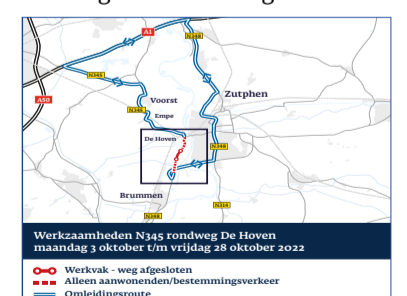 A1
N348
N345
A50
Voorst
Zutphen
N345
Empe
De Hoven
N348
N345
Brummen
N348
N314
Werkzaamheden N345 rondweg De Hoven
maandag 3 oktober t/m vrijdag 28 oktober 2022
Werkvak - weg afgesloten
Alleen aanwonenden/bestemmingsverkeer
Omleidingsroute